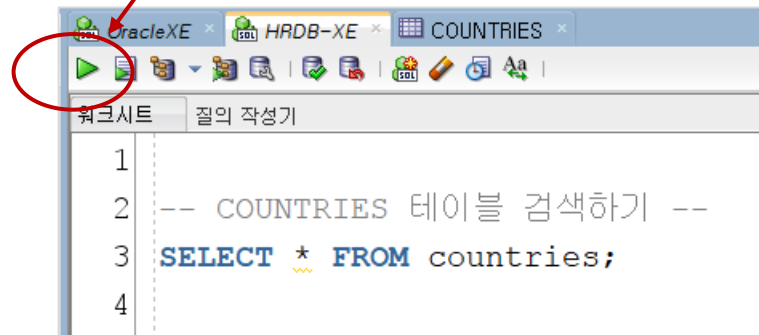 OracleXE HRDB-XE COUNTRIES
워크시트 질의 작성기
1
2 -- COUNTRIES 테이블 검색하기 --
3 SELECT * FROM countries;
4